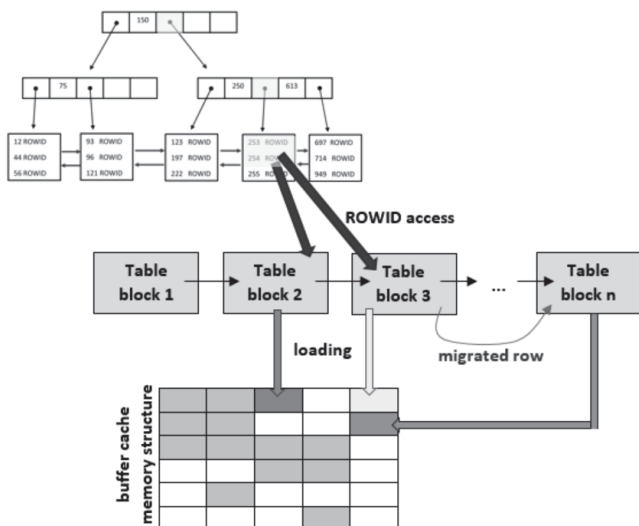 150
75
250 613
12 ROWID
44 ROWID
56 ROWID
93 ROWID
96 ROWID
121 ROWID
123 ROWID
197 ROWID
222 ROWID
253 ROWID
254 ROWID
255 ROWID
697 ROWID
714 ROWID
949 ROWID
ROWID access
Table
block 1
Table
block 2
Table
block 3
...
Table
block n
loading
migrated row
buffer cache
memory structure